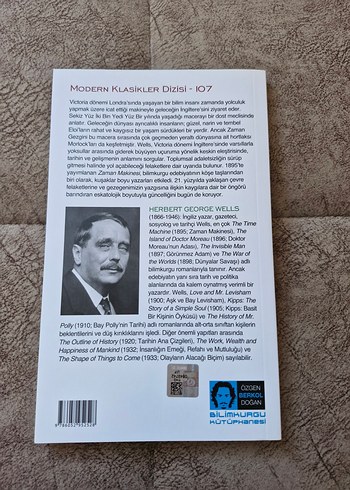 MODERN KLASİKLER DİZİSİ - 107
Victoria dönemi Londra'sında yaşayan bir bilim insanı zamanda yolculuk
yapmak üzere icat ettiği makineyle geleceğin İngiltere'sini ziyaret eder.
Sekiz Yüz İki Bin Yedi Yüz Bir yılında yaşadığı macerayı bir dost meclisinde
anlatır. Geleceğin dünyası ayrıcalıklı insanların; güzel, narin ve tembel
Eloi'ların rahat ve kaygısız bir yaşam sürdükleri bir yerdir. Ancak Zaman
Gezgini bu macera sırasında çok geçmeden yeraltı dünyasına ait hortlaksı
Morlock'ları da keşfetmiştir. Wells, Victoria dönemi İngiltere'sinde varsıllarla
yoksullar arasında giderek büyüyen uçuruma yönelik keskin eleştirisinde,
tarihin ve gelişmenin anlamını sorgular. Toplumsal adaletsizliğin sürüp
gitmesi halinde yol açabileceği felaketlere dair uyarıda bulunur. 1895'te
yayımlanan Zaman Makinesi, bilimkurgu edebiyatının köşe taşlarından
biri olarak, kuşaklar boyu yazarları etkiledi. 21. yüzyılda yaklaşan çevre
felaketlerine ve gezegenimizin yazgısına ilişkin kaygılara dair bir öngörü
barındıran eskatolojik boyutuyla güncelliğini bugün de koruyor.
HERBERT GEORGE WELLS
(1866-1946): İngiliz yazar, gazeteci,
sosyolog ve tarihçi Wells, en çok The Time
Machine (1895; Zaman Makinesi), The
Island of Doctor Moreau (1896; Doktor
Moreau'nun Adası), The Invisible Man
(1897; Görünmez Adam) ve The War of
the Worlds (1898; Dünyalar Savaşı) adlı
bilimkurgu romanlarıyla tanınır. Ancak
edebiyatın yanı sıra tarih ve politika
alanlarında da kalem oynatmış verimli bir
yazardır. Wells, Love and Mr. Lewisham
(1900; Aşk ve Bay Levisham), Kipps: The
Story of a Simple Soul (1905; Kipps: Basit
Bir Kişinin Öyküsü) ve The History of Mr.
Polly (1910; Bay Polly'nin Tarihi) adlı romanlarında alt-orta sınıftan kişilerin
beklentilerini ve düş kırıklıklarını işledi. Diğer önemli yapıtları arasında
The Outline of History (1920; Tarihin Ana Çizgileri), The Work, Wealth and
Happiness of Mankind (1932; İnsanlığın Emeği, Refahı ve Mutluluğu) ve
The Shape of Things to Come (1933; Olayların Alacağı Biçim) sayılabilir.
ÖZGEN
BERKOL
DOĞAN
BİLİMKURGU
KÜTÜPHANESİ